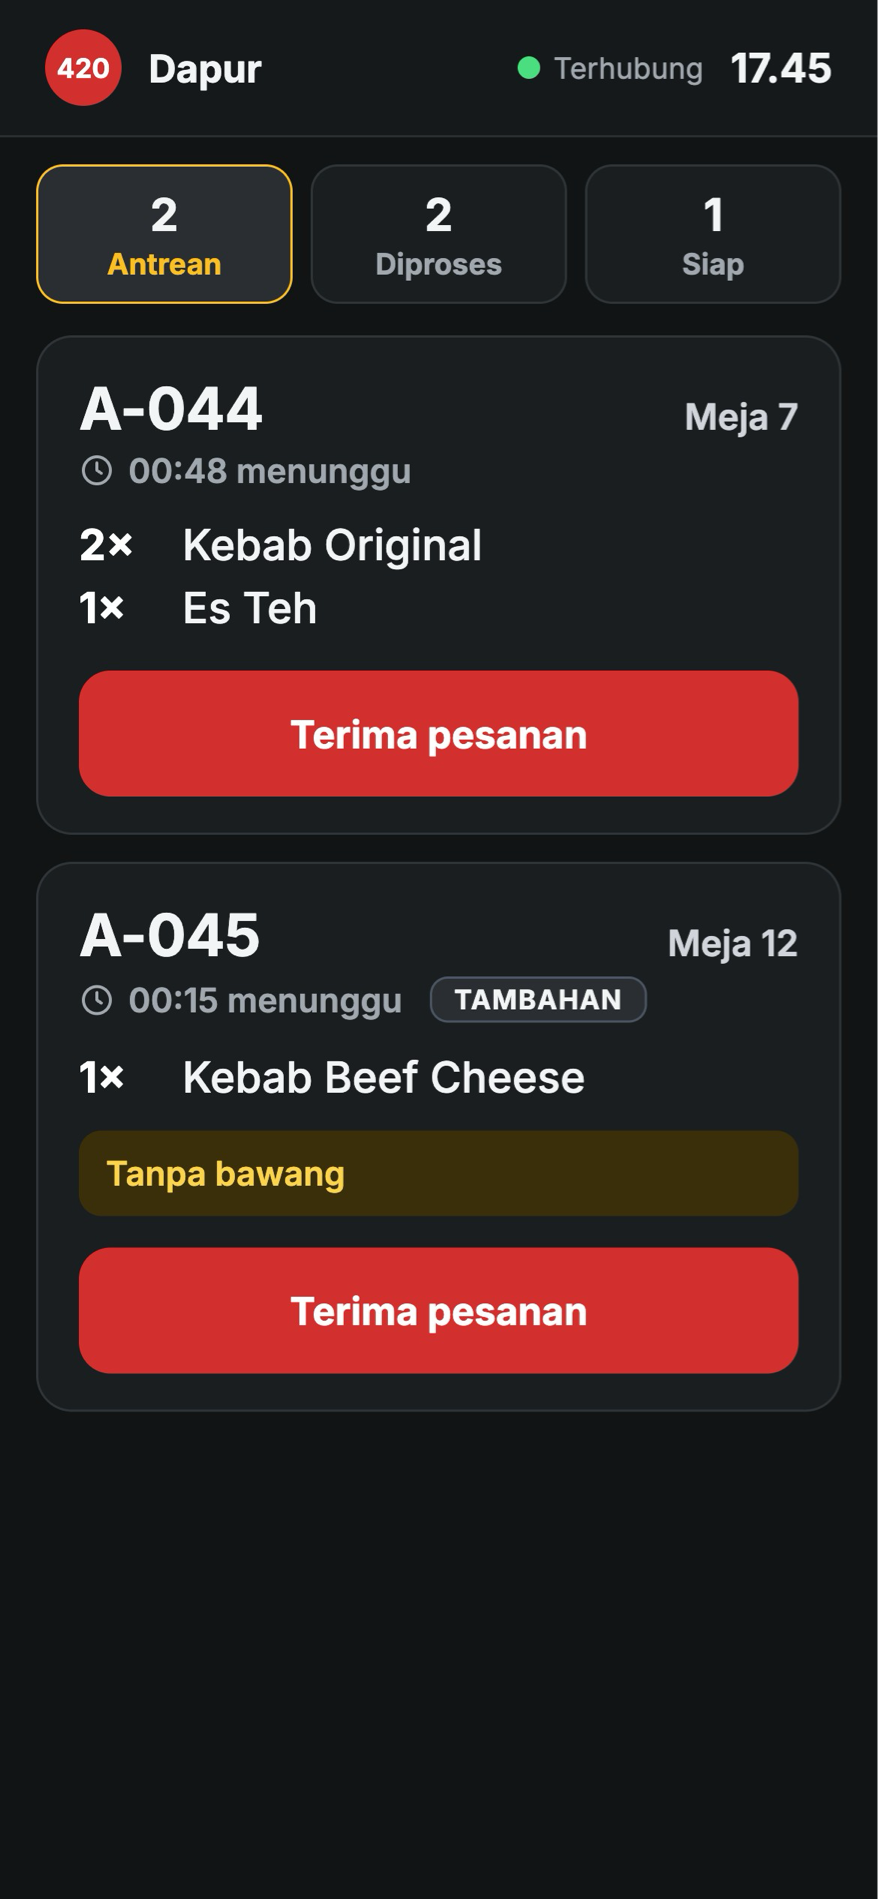 420 Dapur Terhubung 17.45
2 2 1
Antrean Diproses Siap
A-044 Meja 7
00:48 menunggu
2× Kebab Original
1× Es Teh
Terima pesanan
A-045 Meja 12
00:15 menunggu TAMBAHAN
1× Kebab Beef Cheese
Tanpa bawang
Terima pesanan